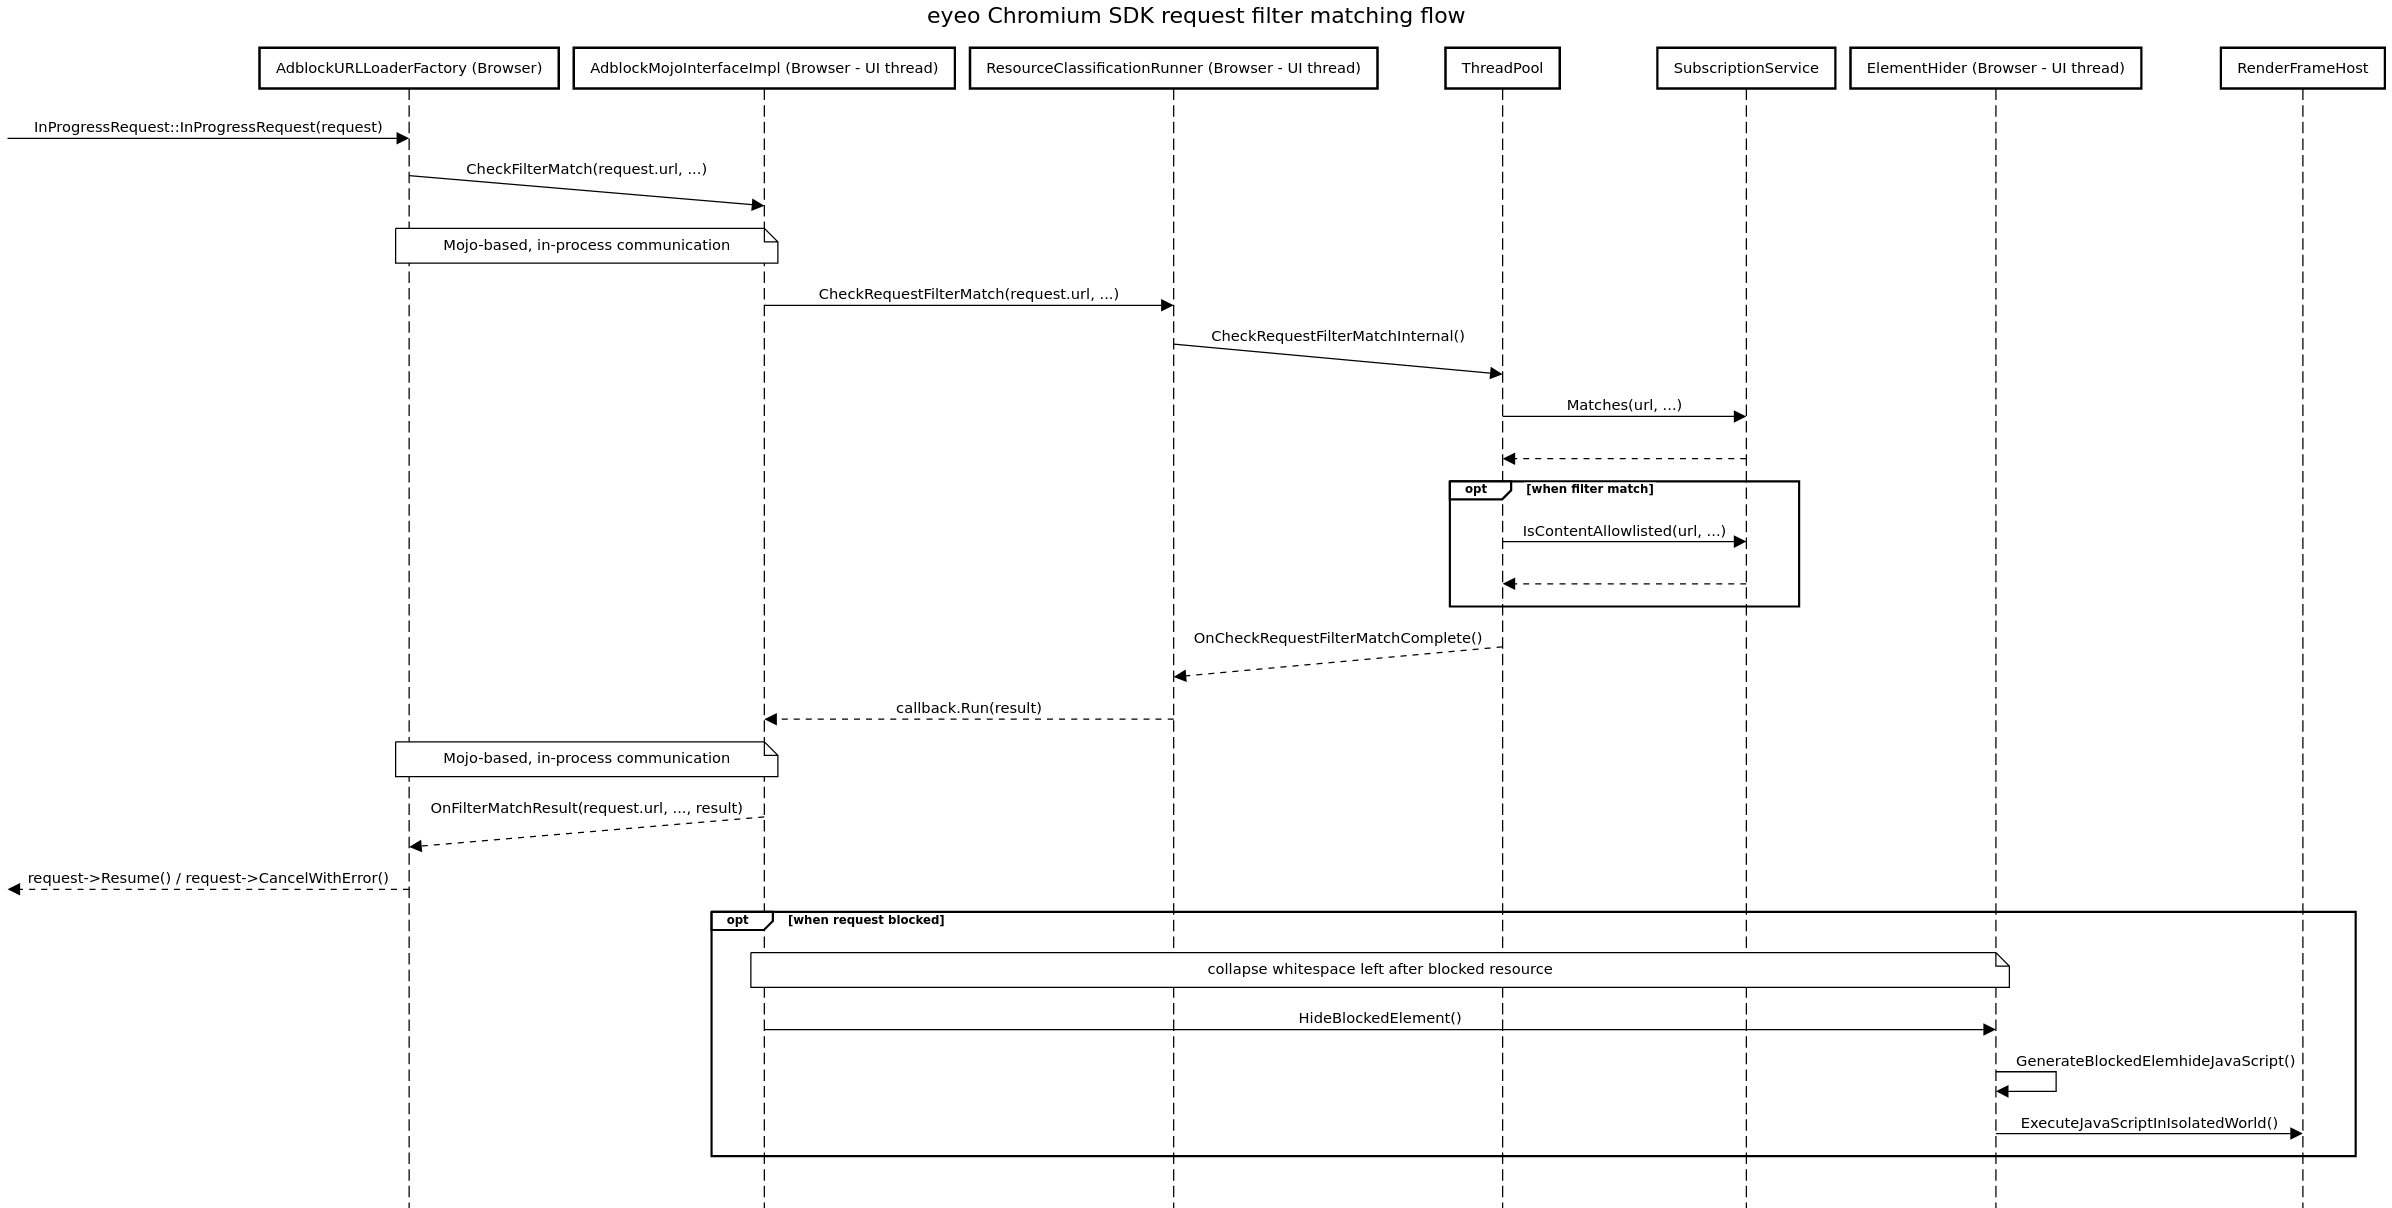 eyeo Chromium SDK request filter matching flow
AdblockURLLoaderFactory (Browser)
AdblockMojoInterfaceImpl (Browser - UI thread)
ResourceClassificationRunner (Browser - UI thread)
ThreadPool
SubscriptionService
ElementHider (Browser - UI thread)
RenderFrameHost
InProgressRequest::InProgressRequest(request)
CheckFilterMatch(request.url, ...)
Mojo-based, in-process communication
CheckRequestFilterMatch(request.url, ...)
CheckRequestFilterMatchInternal()
Matches(url, ...)
opt
[when filter match]
IsContentAllowlisted(url, ...)
OnCheckRequestFilterMatchComplete()
callback.Run(result)
Mojo-based, in-process communication
OnFilterMatchResult(request.url, ..., result)
request->Resume() / request->CancelWithError()
opt
[when request blocked]
collapse whitespace left after blocked resource
HideBlockedElement()
GenerateBlockedElemhideJavaScript()
ExecuteJavaScriptInIsolatedWorld()